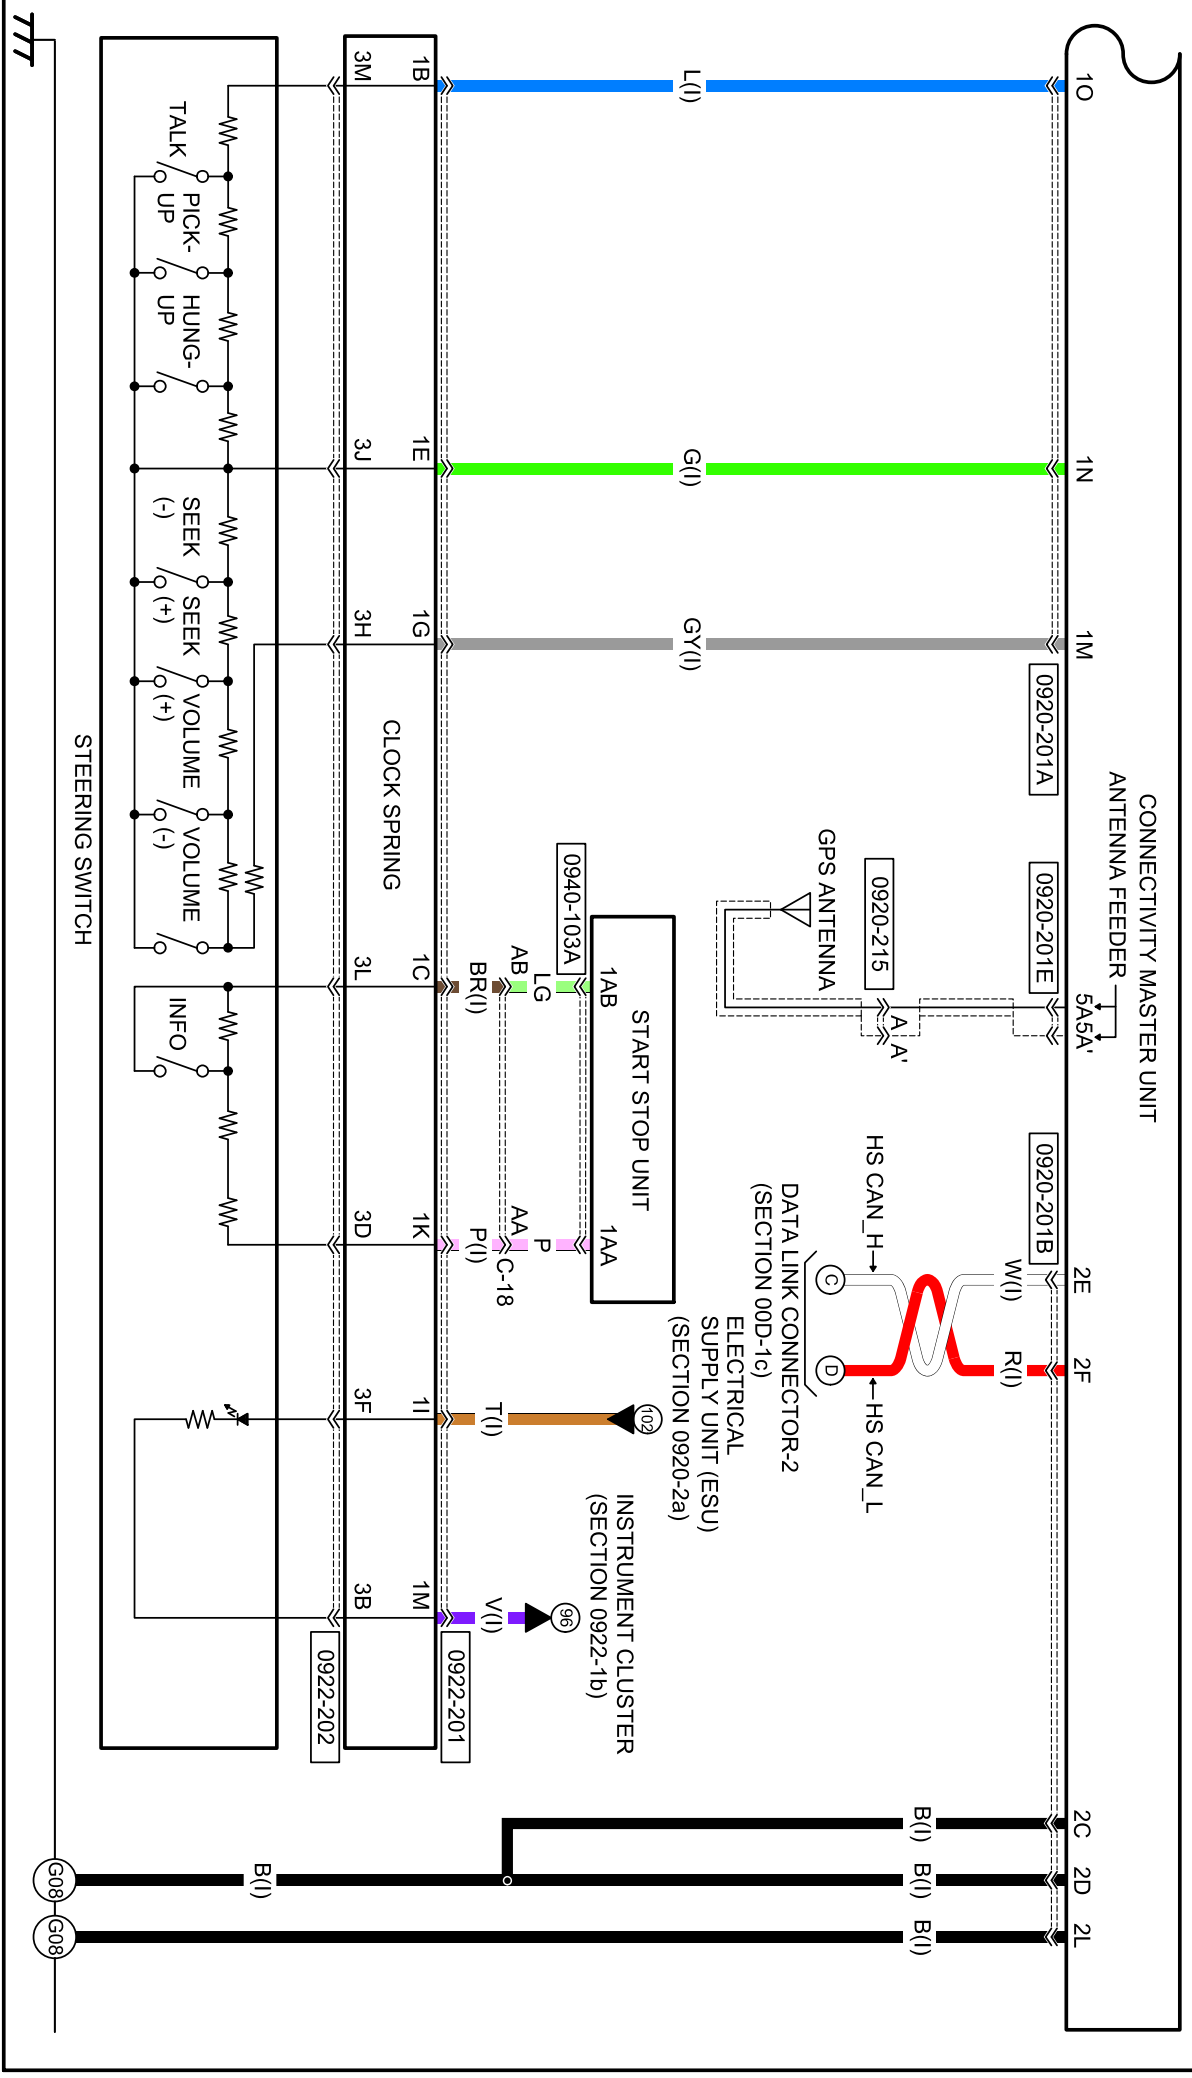 CONNECTIVITY MASTER UNIT
ANTENNA FEEDER
1O
1N
1M
5A
5A'
2E
2F
2C
2D
2L
0920-201A
0920-201E
0920-201B
L(I)
G(I)
GY(I)
W(I)
R(I)
B(I)
B(I)
B(I)
0920-215
A
A'
GPS ANTENNA
HS CAN_H
HS CAN_L
C
D
DATA LINK CONNECTOR-2
(SECTION 00D-1c)
START STOP UNIT
1AB
1AA
0940-103A
LG
P
AB
AA
C-18
BR(I)
P(I)
102
ELECTRICAL
SUPPLY UNIT (ESU)
(SECTION 0920-2a)
T(I)
96
INSTRUMENT CLUSTER
(SECTION 0922-1b)
V(I)
0922-201
1B
1E
1G
1C
1K
1I
1M
CLOCK SPRING
3M
3J
3H
3L
3D
3F
3B
0922-202
TALK
PICK-
UP
HUNG-
UP
SEEK
(-)
SEEK
(+)
VOLUME
(+)
VOLUME
(-)
INFO
STEERING SWITCH
B(I)
G08
G08